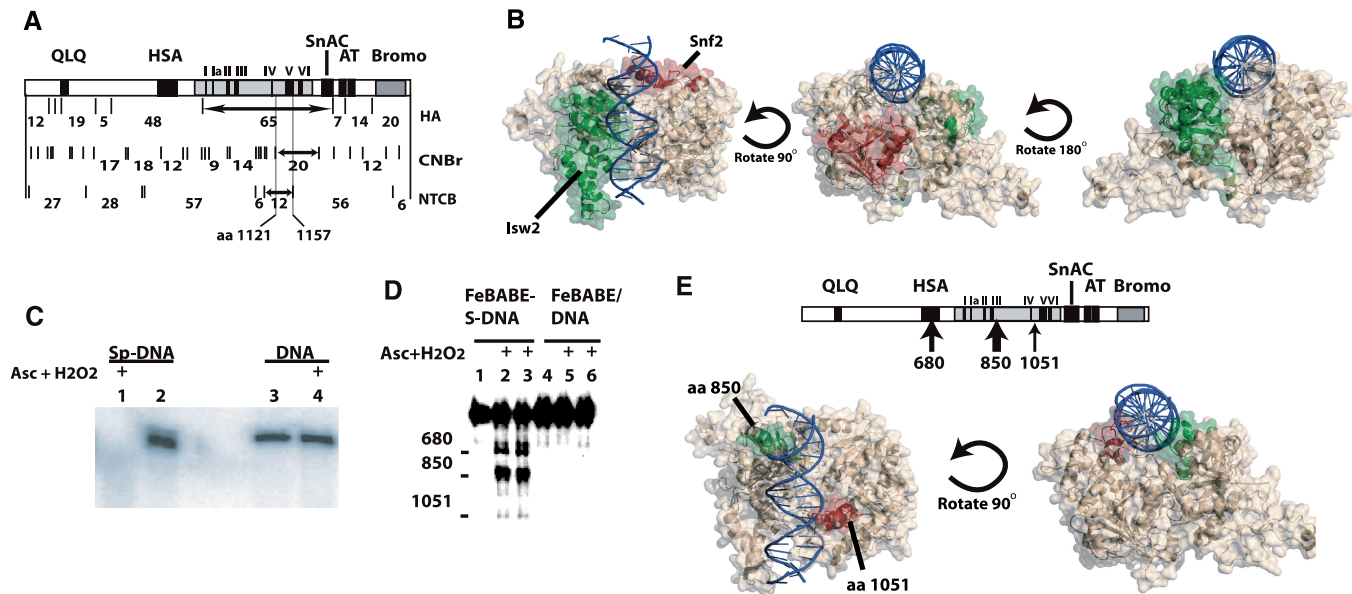 A
SnAC
QLQ HSA AT Bromo
I Ia II III IV V VI
12 19 5 48 65 7 14 20 HA
17 18 12 9 14 20 12 CNBr
27 28 57 6 12 56 6 NTCB
aa 1121 1157
B
Snf2
Isw2
Rotate 90°
Rotate 180°
C
Sp-DNA DNA
Asc + H2O2 + +
1 2 3 4
D
FeBABE-S-DNA FeBABE/DNA
Asc+H2O2 + + + +
1 2 3 4 5 6
680
850
1051
E
SnAC
QLQ HSA AT Bromo
I Ia II III IV V VI
680 850 1051
aa 850
aa 1051
Rotate 90°